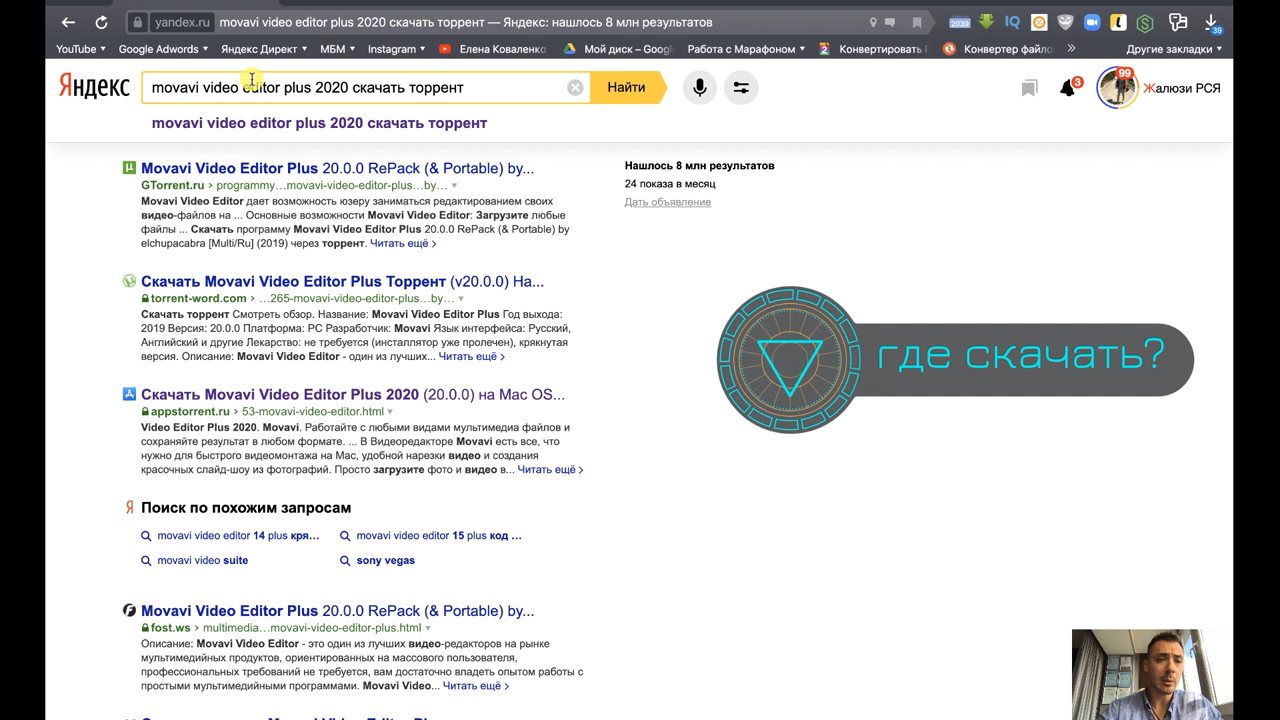 yandex.ru movavi video editor plus 2020 скачать торрент — Яндекс: нашлось 8 млн результатов
2039
IQ
39
YouTube
Google Adwords
Яндекс Директ
МБМ
Instagram
Елена Коваленко
Мой диск – Googl
Работа с Марафоном
2
Конвертировать P
Конвертер файло
»
Другие закладки
Яндекс
movavi video editor plus 2020 скачать торрент
Найти
3
99
Жалюзи РСЯ
movavi video editor plus 2020 скачать торрент
Movavi Video Editor Plus 20.0.0 RePack (& Portable) by...
GTorrent.ru › programmy…movavi-video-editor-plus…by…
Movavi Video Editor дает возможность юзеру заниматься редактированием своих
видео-файлов на ... Основные возможности Movavi Video Editor: Загрузите любые
файлы ... Скачать программу Movavi Video Editor Plus 20.0.0 RePack (& Portable) by
elchupacabra [Multi/Ru] (2019) через торрент. Читать ещё ›
Нашлось 8 млн результатов
24 показа в месяц
Дать объявление
Скачать Movavi Video Editor Plus Торрент (v20.0.0) На...
torrent-word.com › …265-movavi-video-editor-plus…by…
Скачать торрент Смотреть обзор. Название: Movavi Video Editor Plus Год выхода:
2019 Версия: 20.0.0 Платформа: PC Разработчик: Movavi Язык интерфейса: Русский,
Английский и другие Лекарство: не требуется (инсталлятор уже пролечен), крякнутая
версия. Описание: Movavi Video Editor - один из лучших... Читать ещё ›
где скачать?
Скачать Movavi Video Editor Plus 2020 (20.0.0) на Mac OS...
appstorrent.ru › 53-movavi-video-editor.html
Video Editor Plus 2020. Movavi. Работайте с любыми видами мультимедиа файлов и
сохраняйте результат в любом формате. ... В Видеоредакторе Movavi есть все, что
нужно для быстрого видеомонтажа на Mac, удобной нарезки видео и создания
красочных слайд-шоу из фотографий. Просто загрузите фото и видео в... Читать ещё ›
Я Поиск по похожим запросам
movavi video editor 14 plus кря...
movavi video editor 15 plus код ...
movavi video suite
sony vegas
Movavi Video Editor Plus 20.0.0 RePack (& Portable) by...
fost.ws › multimedia…movavi-video-editor-plus.html
Описание: Movavi Video Editor - это один из лучших видео-редакторов на рынке
мультимедийных продуктов, ориентированных на массового пользователя,
профессиональных требований не требуется, вам достаточно владеть опытом работы с
простыми мультимедийными программами. Movavi Video... Читать ещё ›